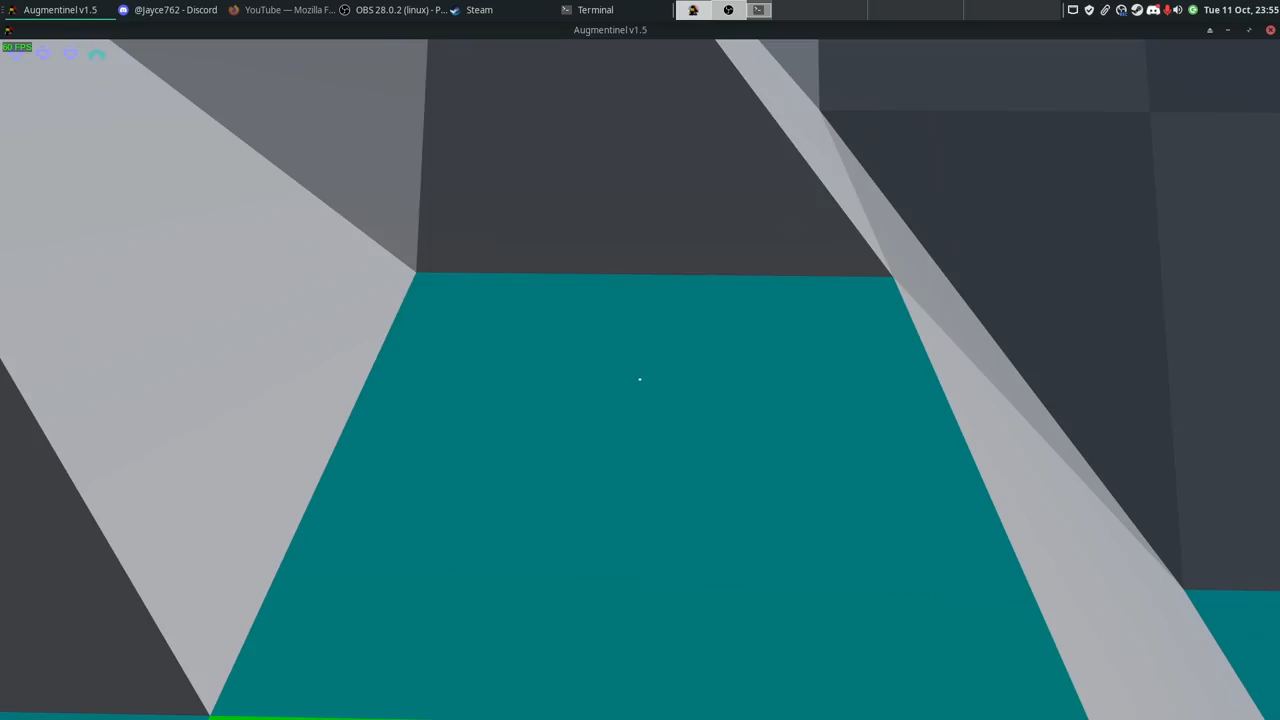 Augmentinel v1.5 @Jayce762 - Discord YouTube — Mozilla F... OBS 28.0.2 (linux) - P... Steam Terminal Tue 11 Oct, 23:55
Augmentinel v1.5
60 FPS